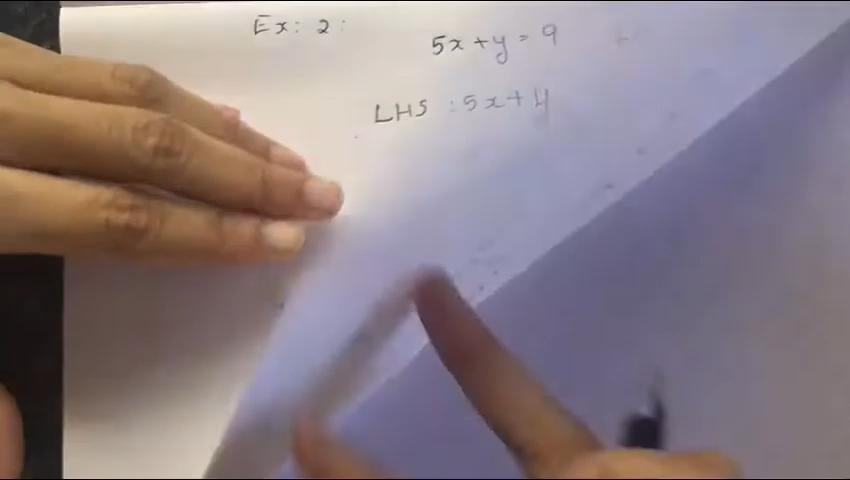 Ex: 2:
5x + y = 9
LHS : 5x + y